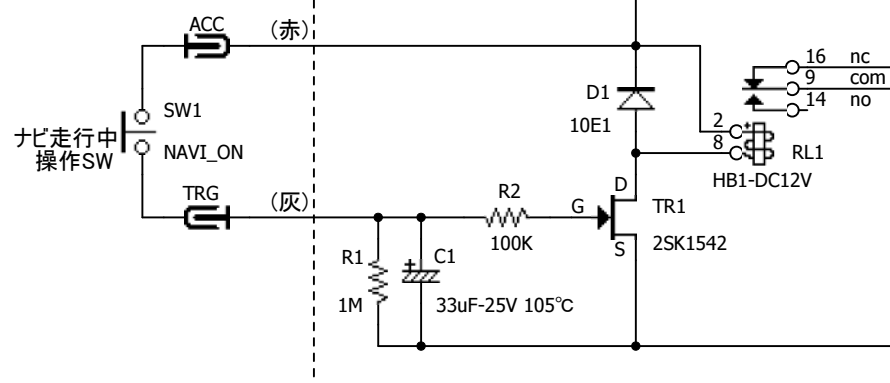 ACC
(赤)
16 nc
9 com
14 no
SW1
D1
10E1
2
8
RL1
HB1-DC12V
ナビ走行中
操作SW
NAVI_ON
TRG
(灰)
R2
100K
G
D
S
TR1
2SK1542
R1
1M
+
C1
33uF-25V 105℃
+